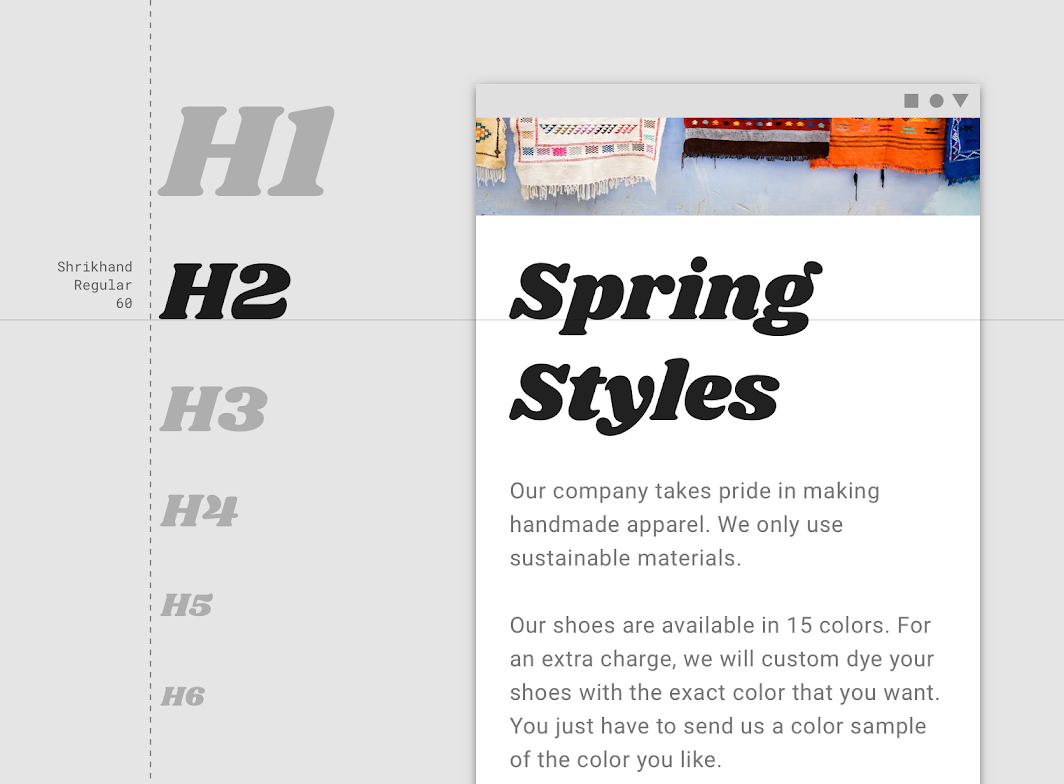 H1
Shrikhand
Regular
60
H2
H3
H4
H5
H6
Spring
Styles
Our company takes pride in making
handmade apparel. We only use
sustainable materials.
Our shoes are available in 15 colors. For
an extra charge, we will custom dye your
shoes with the exact color that you want.
You just have to send us a color sample
of the color you like.